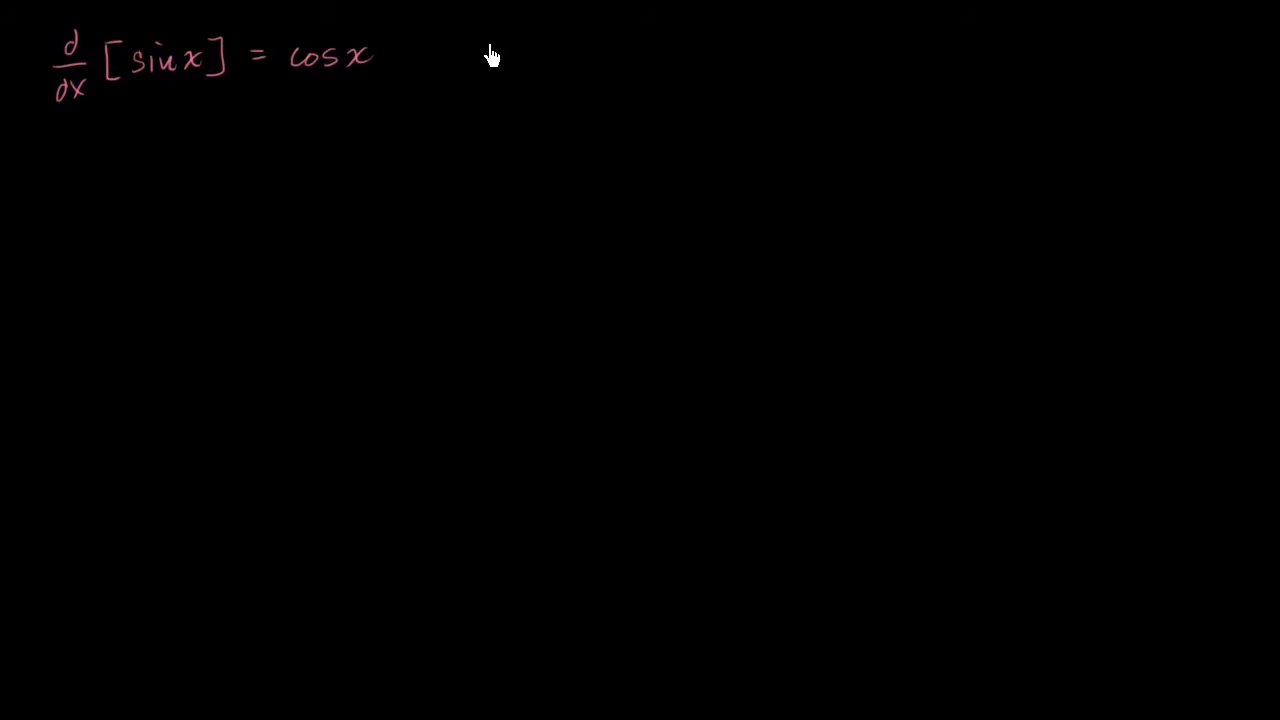 d/dx [sin x] = cos x